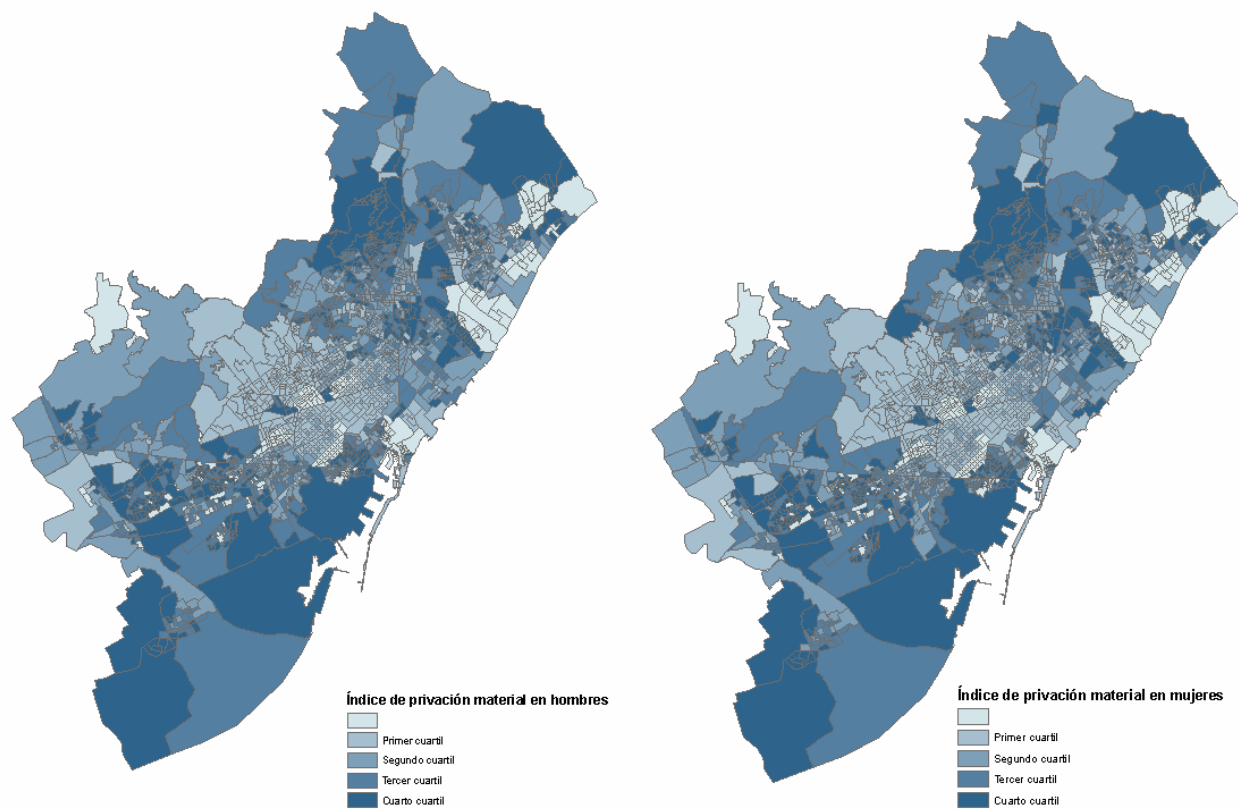 Índice de privación material en hombres
Primer cuartil
Segundo cuartil
Tercer cuartil
Cuarto cuartil
Índice de privación material en mujeres
Primer cuartil
Segundo cuartil
Tercer cuartil
Cuarto cuartil